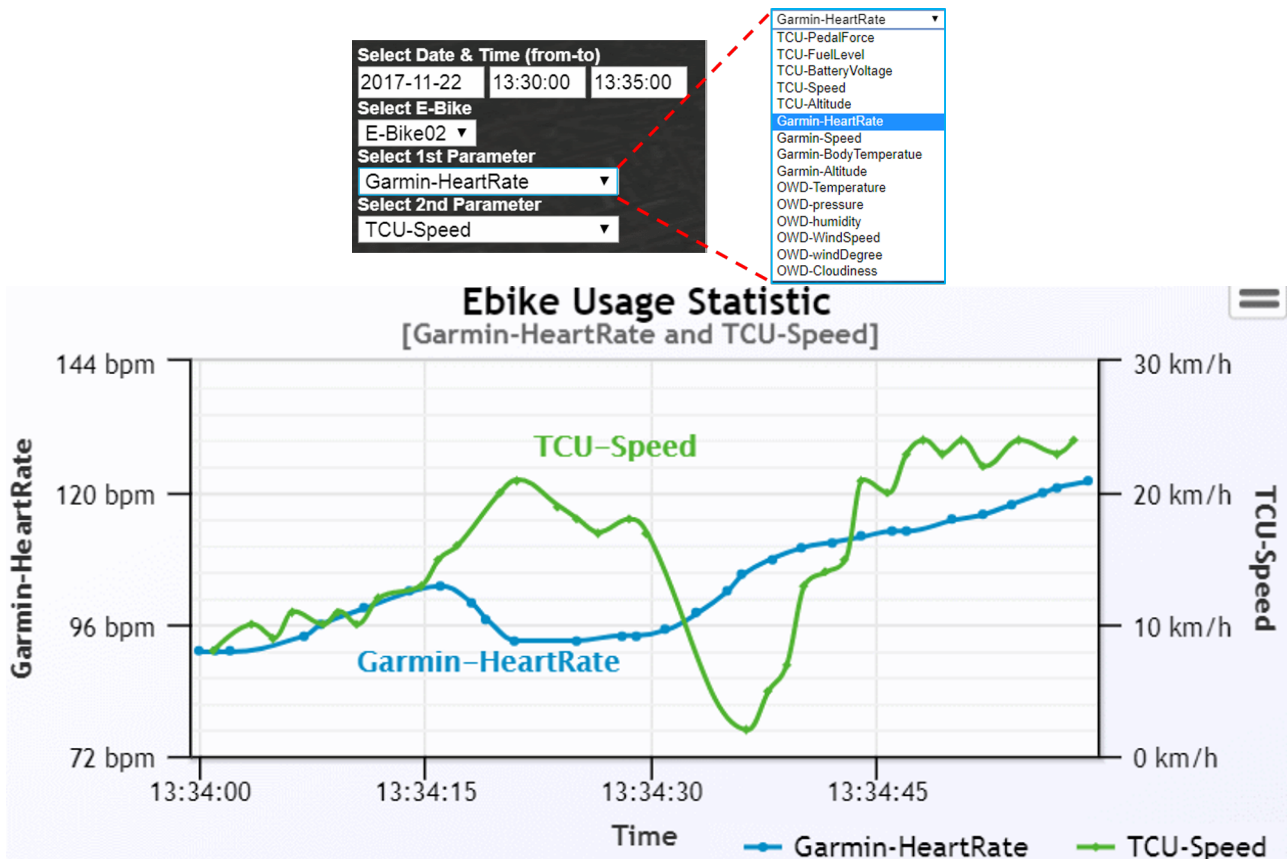 Garmin-HeartRate
TCU-PedalForce
TCU-FuelLevel
TCU-BatteryVoltage
TCU-Speed
TCU-Altitude
Garmin-HeartRate
Garmin-Speed
Garmin-BodyTemperatue
Garmin-Altitude
OWD-Temperature
OWD-pressure
OWD-humidity
OWD-WindSpeed
OWD-windDegree
OWD-Cloudiness
Select Date & Time (from-to)
2017-11-22 13:30:00 13:35:00
Select E-Bike
E-Bike02
Select 1st Parameter
Garmin-HeartRate
Select 2nd Parameter
TCU-Speed
Ebike Usage Statistic
[Garmin-HeartRate and TCU-Speed]
144 bpm
120 bpm
96 bpm
72 bpm
Garmin-HeartRate
TCU-Speed
Garmin-HeartRate
30 km/h
20 km/h
10 km/h
0 km/h
TCU-Speed
13:34:00 13:34:15 13:34:30 13:34:45
Time
Garmin-HeartRate TCU-Speed